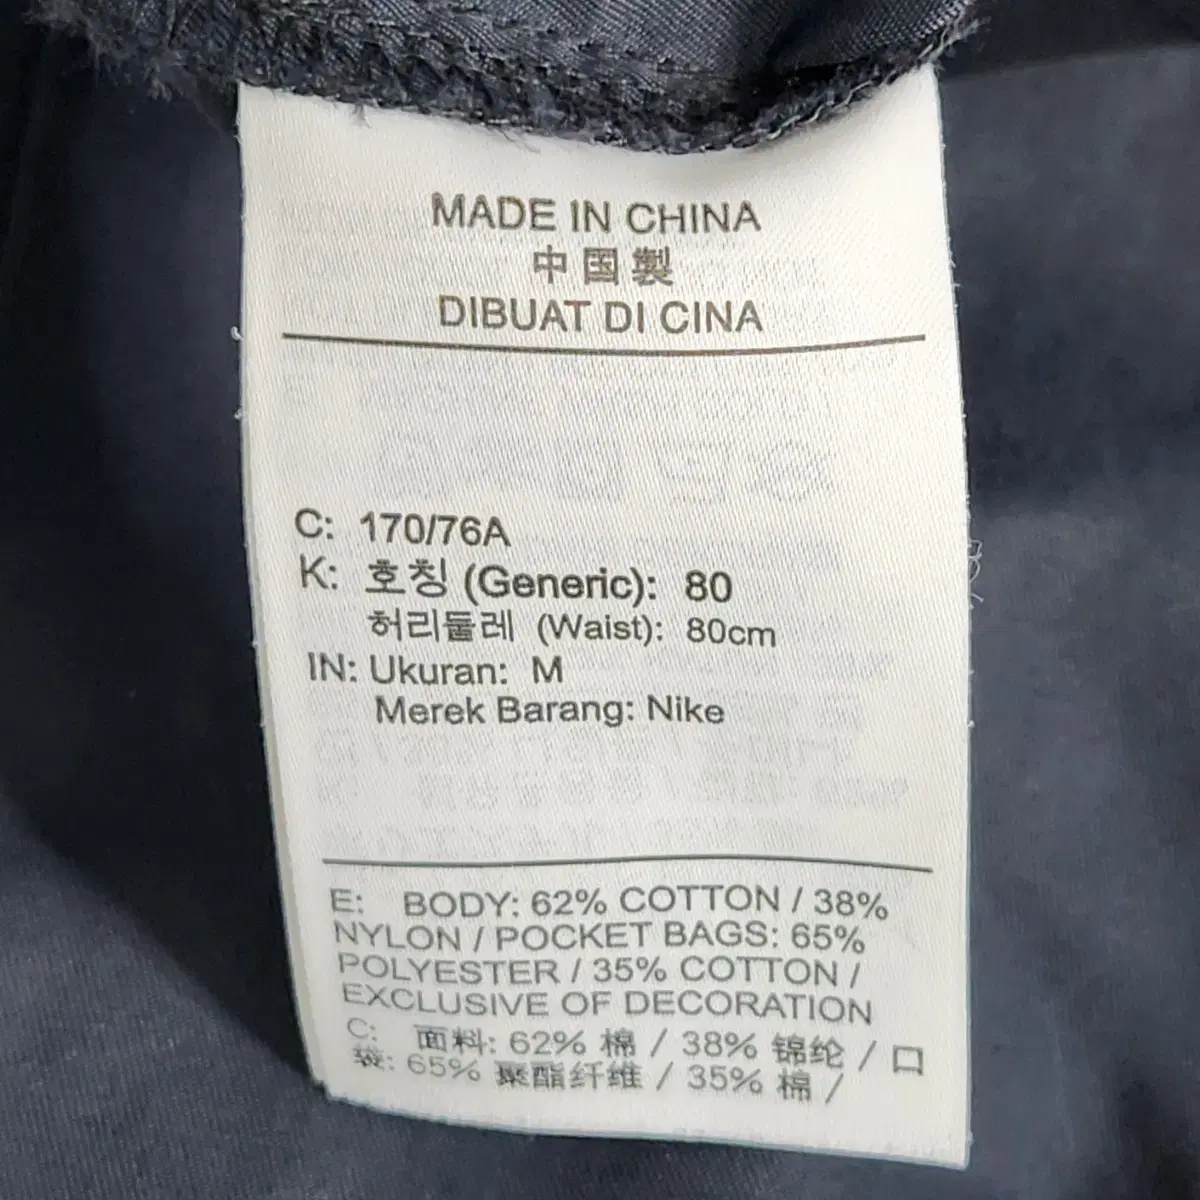 MADE IN CHINA
中国製
DIBUAT DI CINA
C: 170/76A
K: 호칭 (Generic): 80
허리둘레 (Waist): 80cm
IN: Ukuran: M
Merek Barang: Nike
E: BODY: 62% COTTON / 38%
NYLON / POCKET BAGS: 65%
POLYESTER / 35% COTTON /
EXCLUSIVE OF DECORATION
C: 面料: 62% 棉 / 38% 锦纶 / 口
袋: 65% 聚酯纤维 / 35% 棉 /